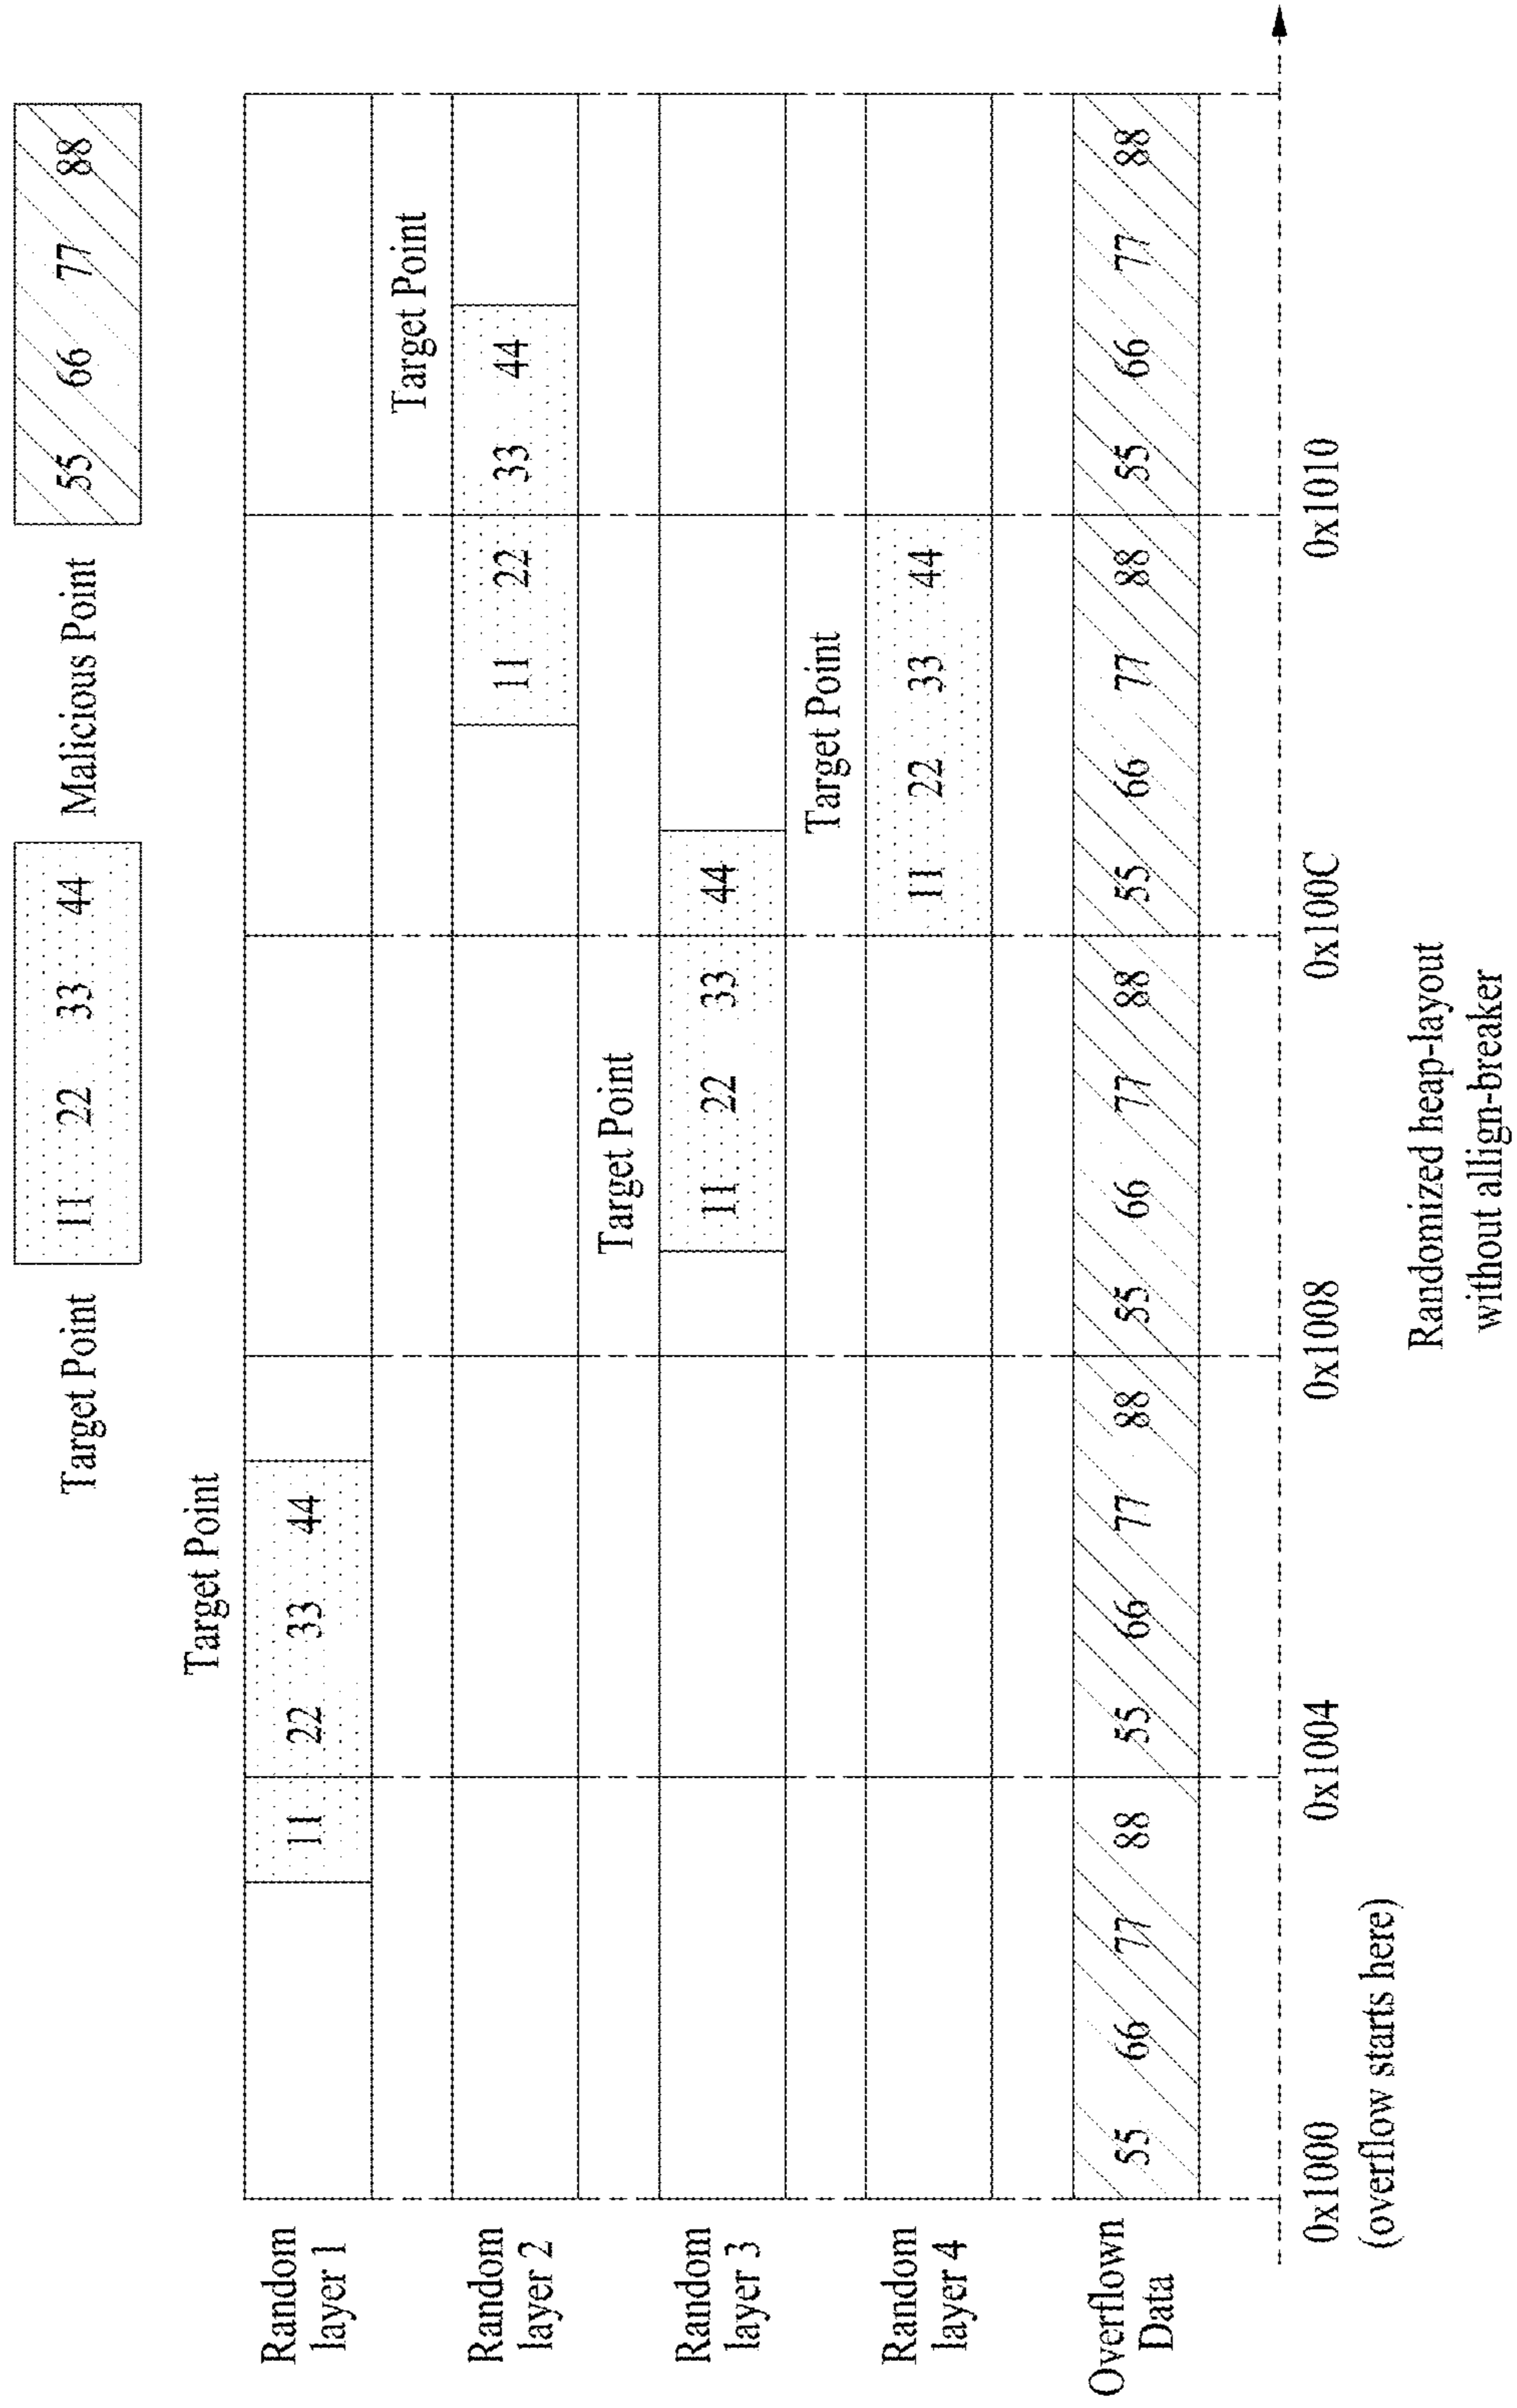 Target Point
11 22 33 44
Malicious Point
55 66 77 88
Target Point
Random
layer 1
11 22 33 44
Target Point
Random
layer 2
11 22 33 44
Target Point
Random
layer 3
11 22 33 44
Target Point
Random
layer 4
11 22 33 44
Overflown
Data
55 66 77 88 55 66 77 88 55 66 77 88 55 66 77 88 55 66 77 88
0x1000 0x1004 0x1008 0x100C 0x1010
(overflow starts here)
Randomized heap-layout
without allign-breaker